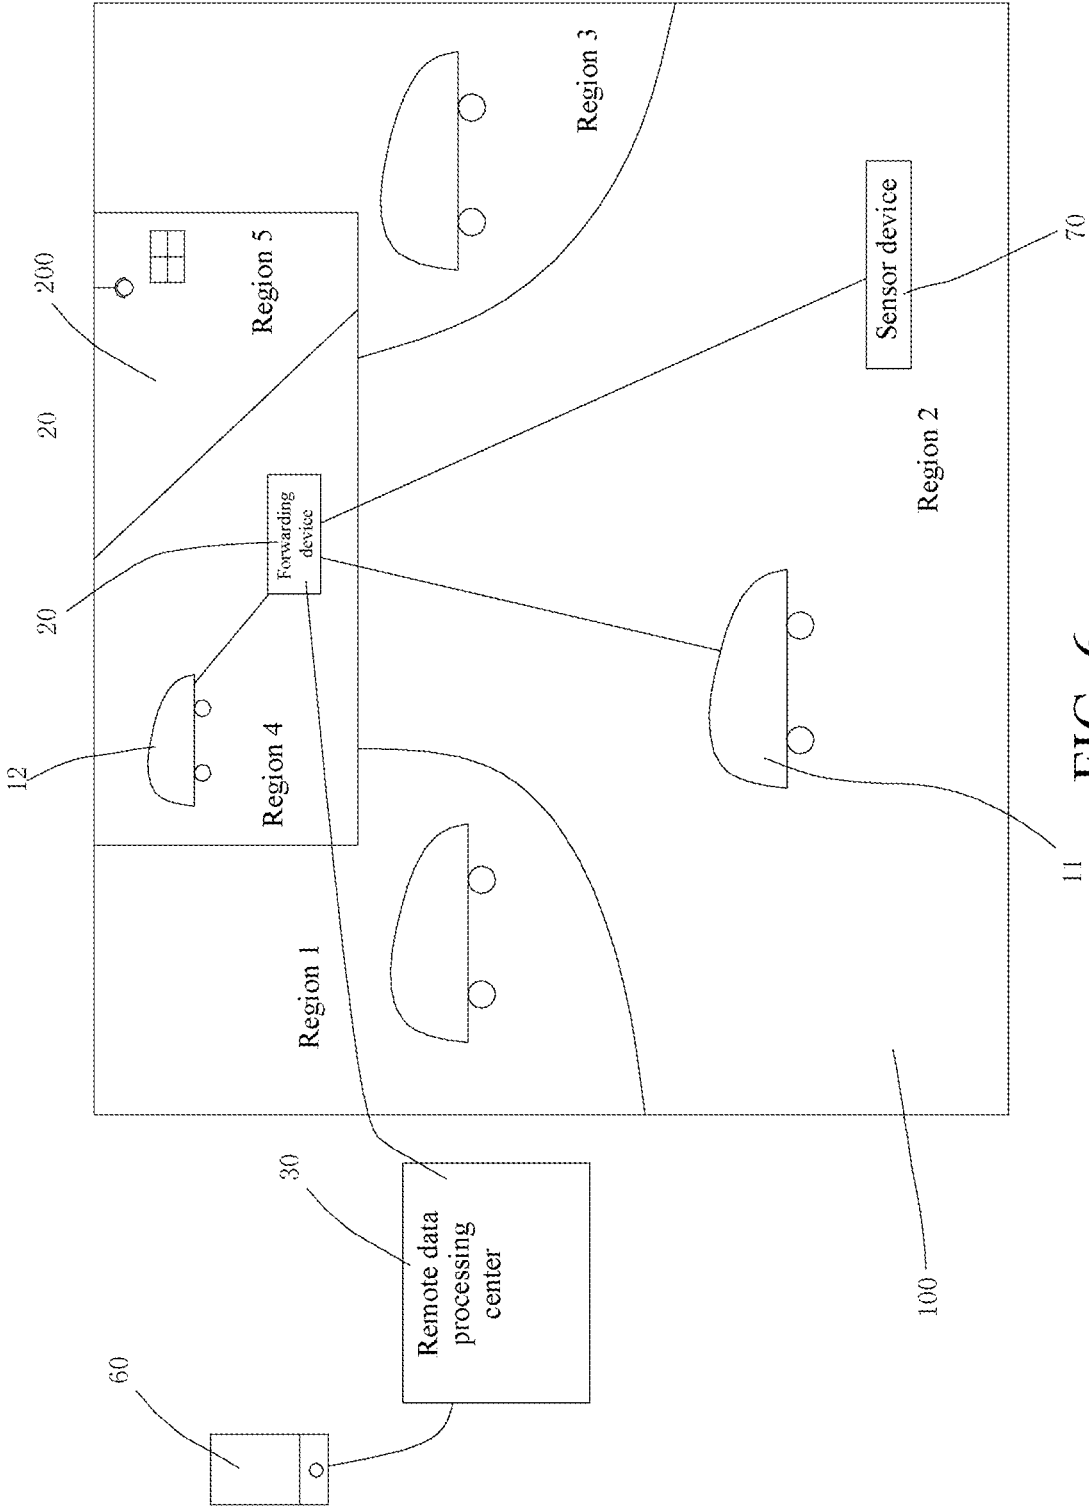 12
20
20
200
60
Region 4
Region 5
Forwarding
device
30
Region 1
Remote data
processing
center
Region 3
Sensor device
100
Region 2
11
70